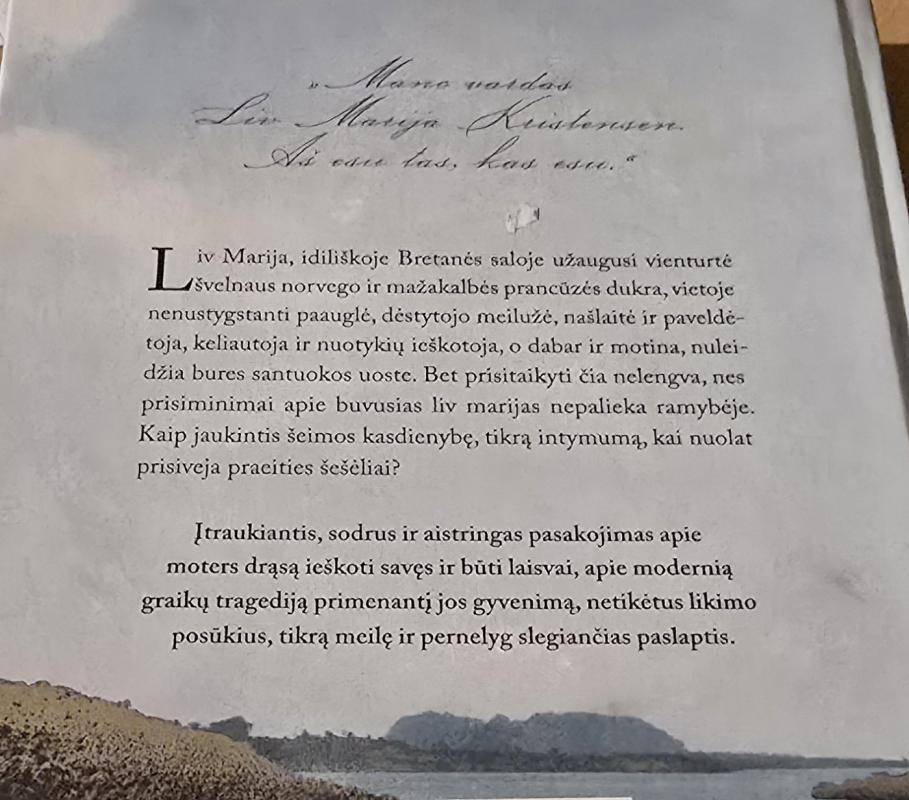 „Mano vardas
Liv Marija Kristensen.
Aš esu tas, kas esu.“
Liv Marija, idiliškoje Bretanės saloje užaugusi vienturtė
švelnaus norvego ir mažakalbės prancūzės dukra, vietoje
nenustygstanti paauglė, dėstytojo meilužė, našlaitė ir paveldė-
toja, keliautoja ir nuotykių ieškotoja, o dabar ir motina, nulei-
džia bures santuokos uoste. Bet prisitaikyti čia nelengva, nes
prisiminimai apie buvusias liv marijas nepalieka ramybėje.
Kaip jaukintis šeimos kasdienybę, tikrą intymumą, kai nuolat
prisiveja praeities šešėliai?
Įtraukiantis, sodrus ir aistringas pasakojimas apie
moters drąsą ieškoti savęs ir būti laisvai, apie modernią
graikų tragediją primenantį jos gyvenimą, netikėtus likimo
posūkius, tikrą meilę ir pernelyg slegiančias paslaptis.